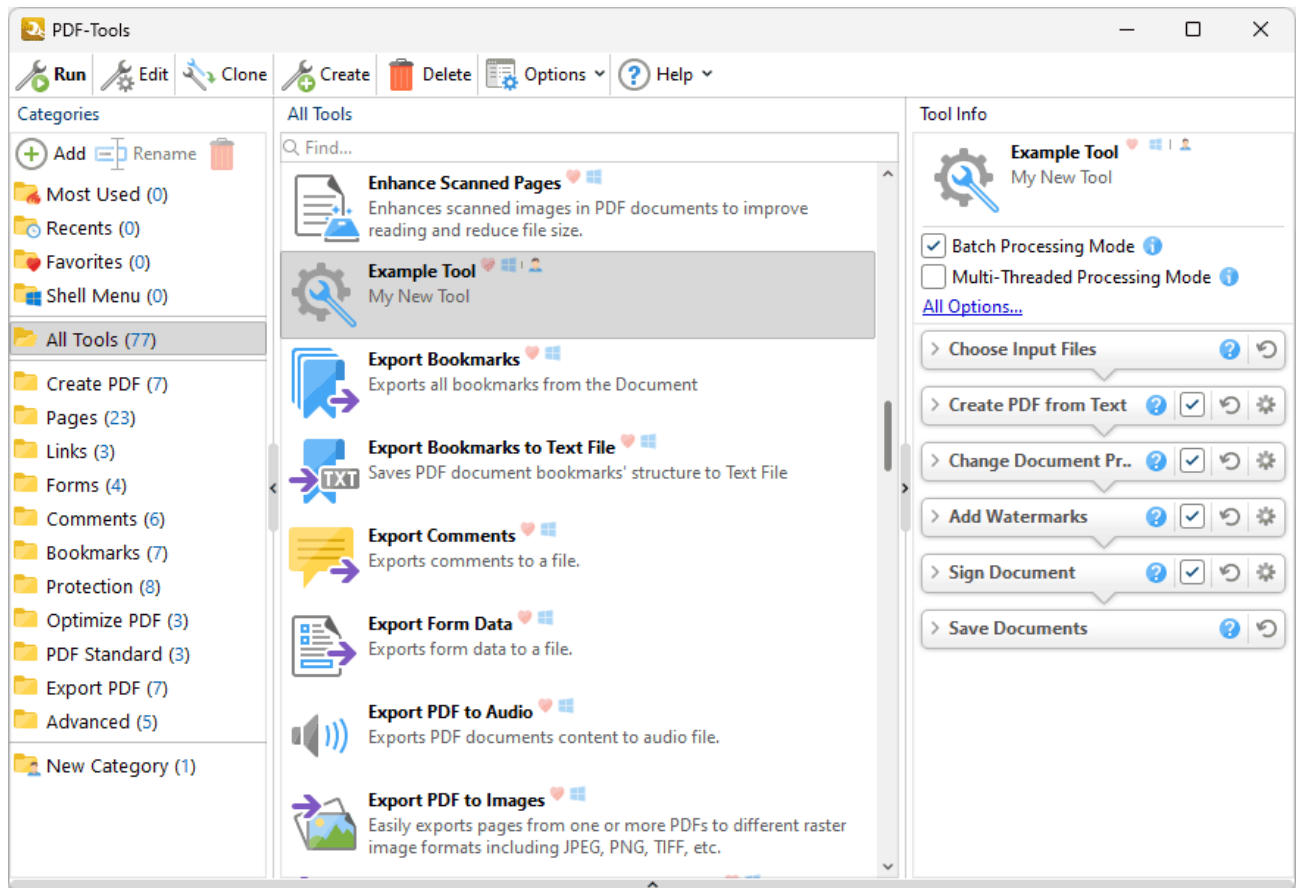 PDF-Tools
Run Edit Clone Create Delete Options Help
Categories
Add Rename
Most Used (0)
Recents (0)
Favorites (0)
Shell Menu (0)
All Tools (77)
Create PDF (7)
Pages (23)
Links (3)
Forms (4)
Comments (6)
Bookmarks (7)
Protection (8)
Optimize PDF (3)
PDF Standard (3)
Export PDF (7)
Advanced (5)
New Category (1)
All Tools
Find...
Enhance Scanned Pages
Enhances scanned images in PDF documents to improve
reading and reduce file size.
Example Tool
My New Tool
Export Bookmarks
Exports all bookmarks from the Document
Export Bookmarks to Text File
TXT
Saves PDF document bookmarks' structure to Text File
Export Comments
Exports comments to a file.
Export Form Data
Exports form data to a file.
Export PDF to Audio
Exports PDF documents content to audio file.
Export PDF to Images
Easily exports pages from one or more PDFs to different raster
image formats including JPEG, PNG, TIFF, etc.
Tool Info
Example Tool
My New Tool
Batch Processing Mode
Multi-Threaded Processing Mode
All Options...
Choose Input Files
Create PDF from Text
Change Document Pr..
Add Watermarks
Sign Document
Save Documents